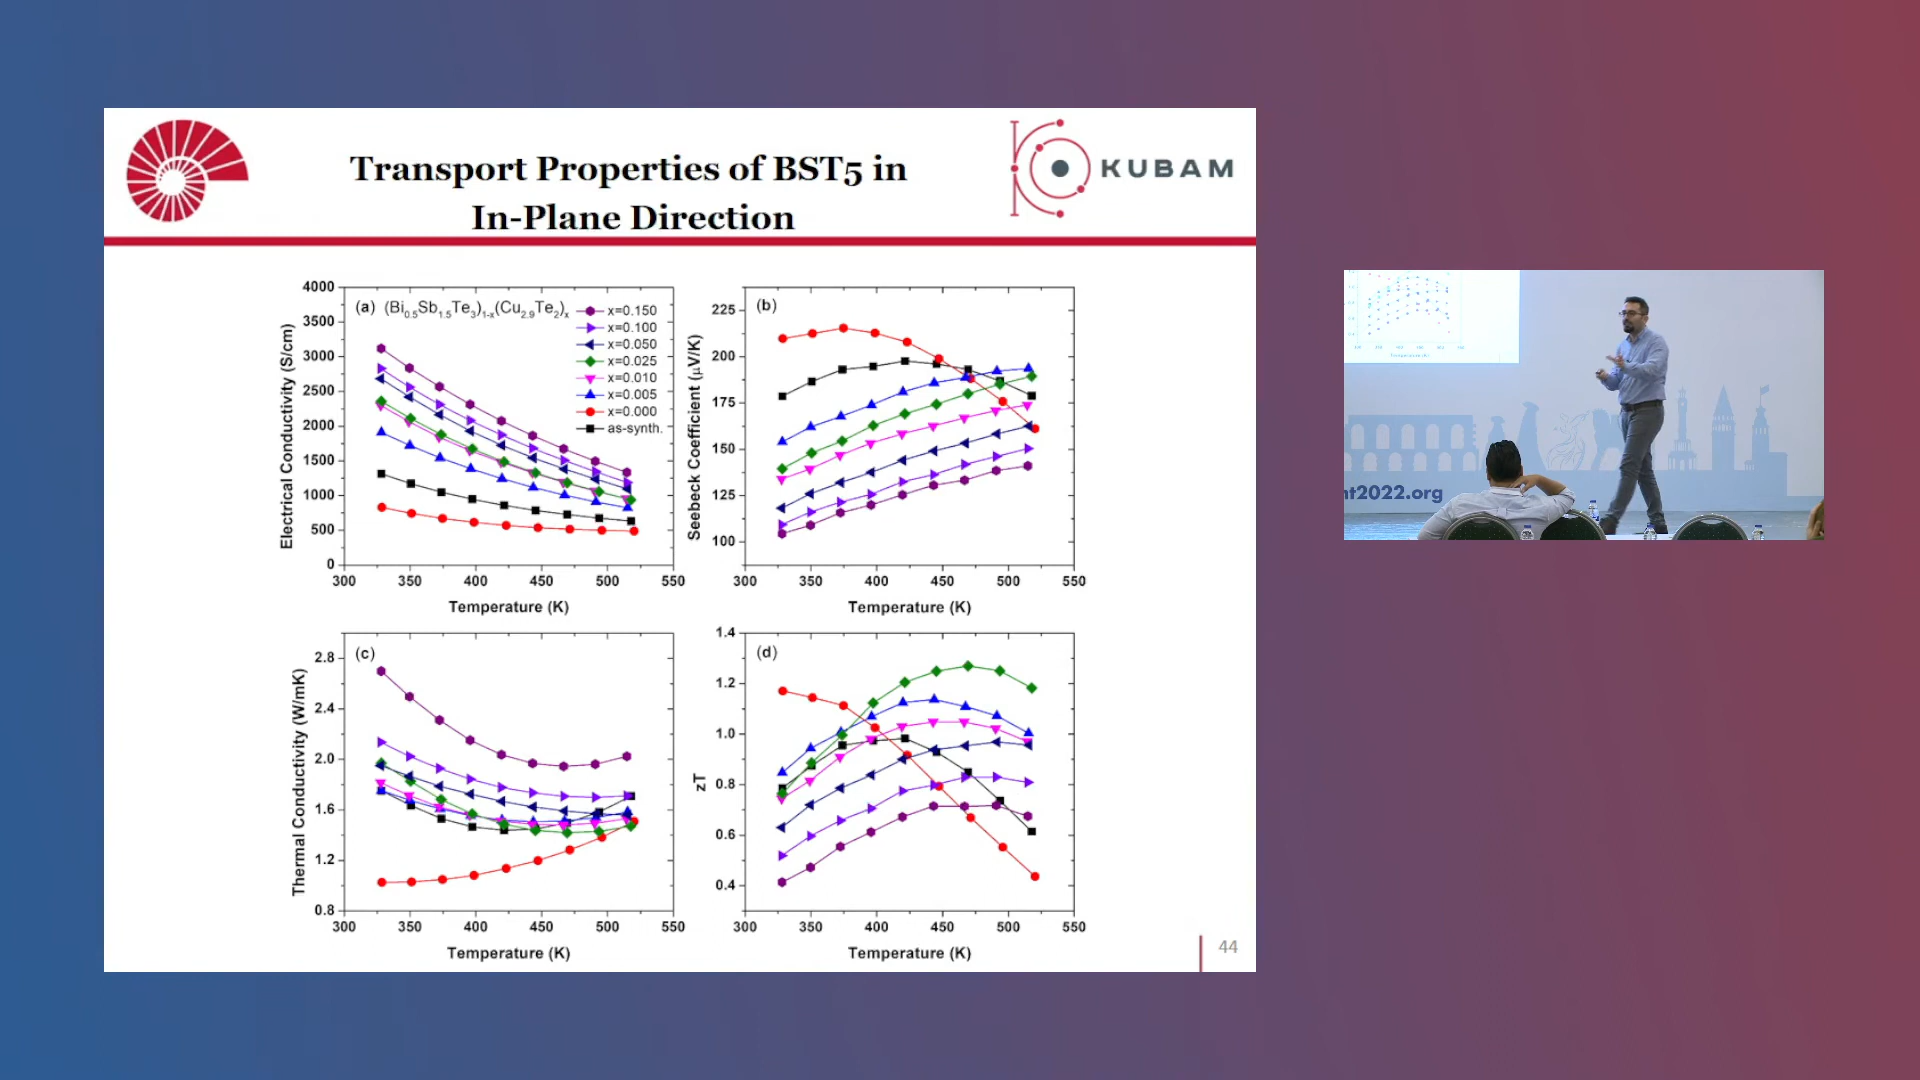 Transport Properties of BST5 in
In-Plane Direction
KUBAM
(a) (Bi0.5Sb1.5Te3)1-x(Cu2.9Te2)x
x=0.150
x=0.100
x=0.050
x=0.025
x=0.010
x=0.005
x=0.000
as-synth.
Electrical Conductivity (S/cm)
4000
3500
3000
2500
2000
1500
1000
500
0
300 350 400 450 500 550
Temperature (K)
(b)
Seebeck Coefficient (μV/K)
225
200
175
150
125
100
300 350 400 450 500 550
Temperature (K)
(c)
Thermal Conductivity (W/mK)
2.8
2.4
2.0
1.6
1.2
0.8
300 350 400 450 500 550
Temperature (K)
(d)
zT
1.4
1.2
1.0
0.8
0.6
0.4
300 350 400 450 500 550
Temperature (K)
44
nt2022.org